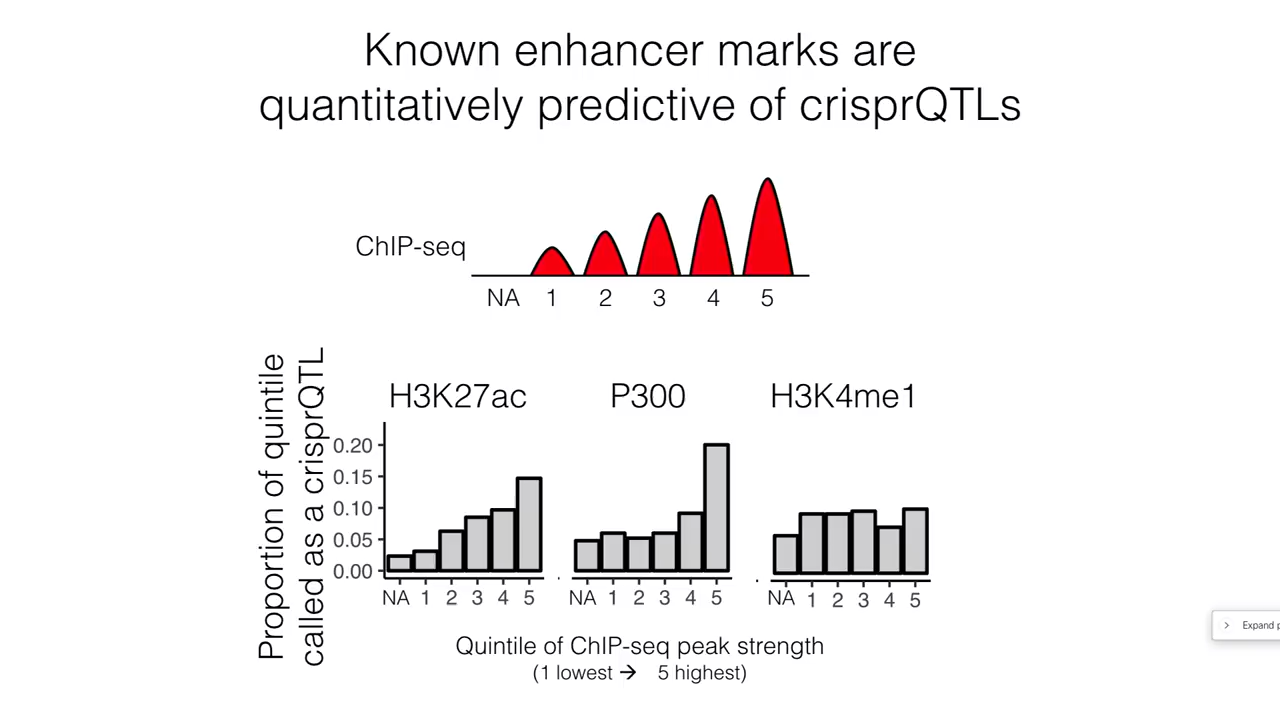 Known enhancer marks are
quantitatively predictive of crisprQTLs
ChIP-seq
NA 1 2 3 4 5
Proportion of quintile
called as a crisprQTL
H3K27ac P300 H3K4me1
0.20
0.15
0.10
0.05
0.00
NA 1 2 3 4 5 NA 1 2 3 4 5 NA 1 2 3 4 5
Quintile of ChIP-seq peak strength
(1 lowest → 5 highest)
Expand